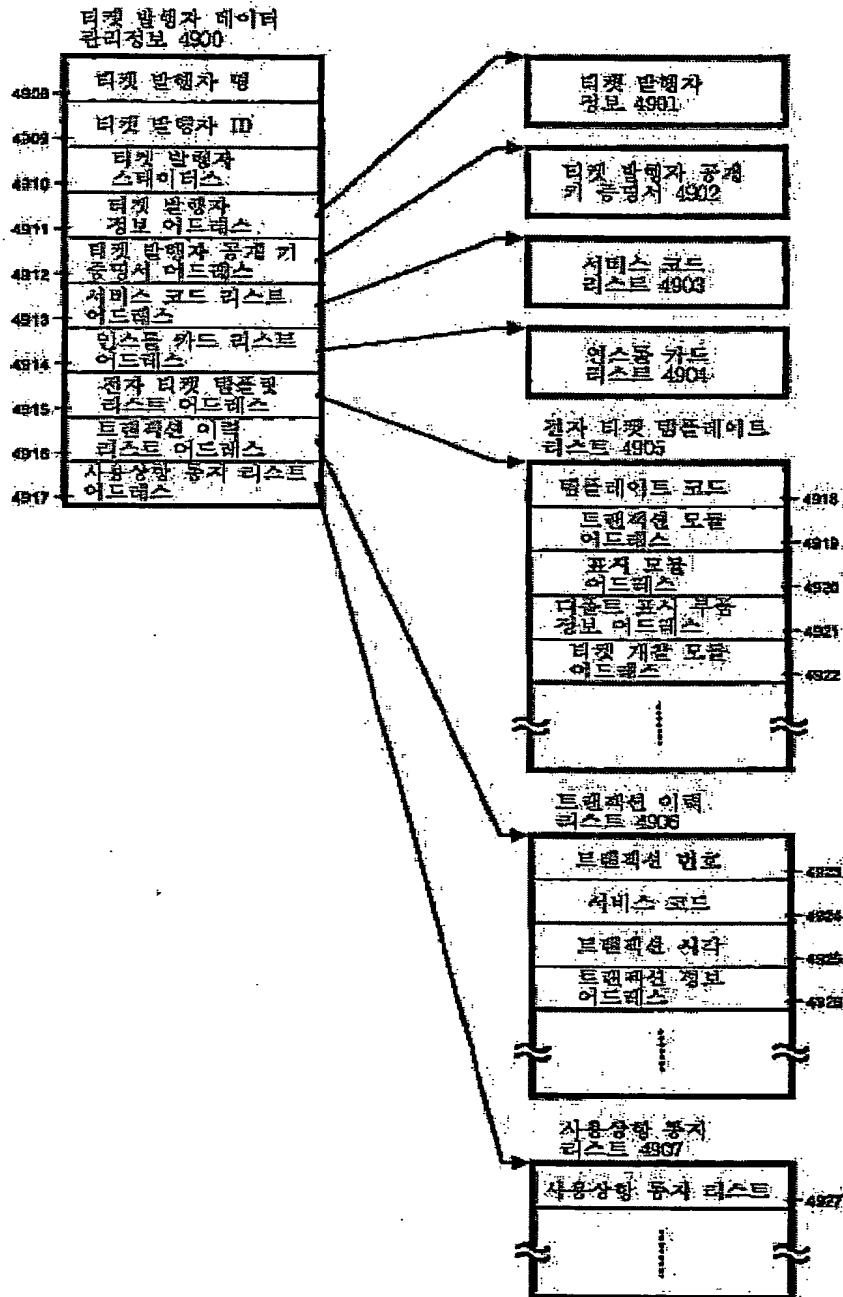 티켓 발행자 데이터
관리정보 4900
티켓 발행자 명
4908
티켓 발행자 ID
4909
티켓 발행자
스테이터스
4910
티켓 발행자
정보 어드레스
4911
티켓 발행자 공개 키
증명서 어드레스
4912
서비스 코드 리스트
어드레스
4913
인스톨 카드 리스트
어드레스
4914
전자 티켓 템플릿
리스트 어드레스
4915
트랜잭션 이력
리스트 어드레스
4916
사용상황 통지 리스트
어드레스
4917
티켓 발행자
정보 4901
티켓 발행자 공개
키 증명서 4902
서비스 코드
리스트 4903
인스톨 카드
리스트 4904
전자 티켓 템플레이트
리스트 4905
템플레이트 코드
4918
트랜잭션 모듈
어드레스
4919
표시 모듈
어드레스
4920
디폴트 표시 부품
정보 어드레스
4921
티켓 개찰 모듈
어드레스
4922
트랜잭션 이력
리스트 4906
트랜잭션 번호
4923
서비스 코드
4924
트랜잭션 시각
4925
트랜잭션 정보
어드레스
4926
사용상황 통지
리스트 4907
사용상황 통지 리스트
4927